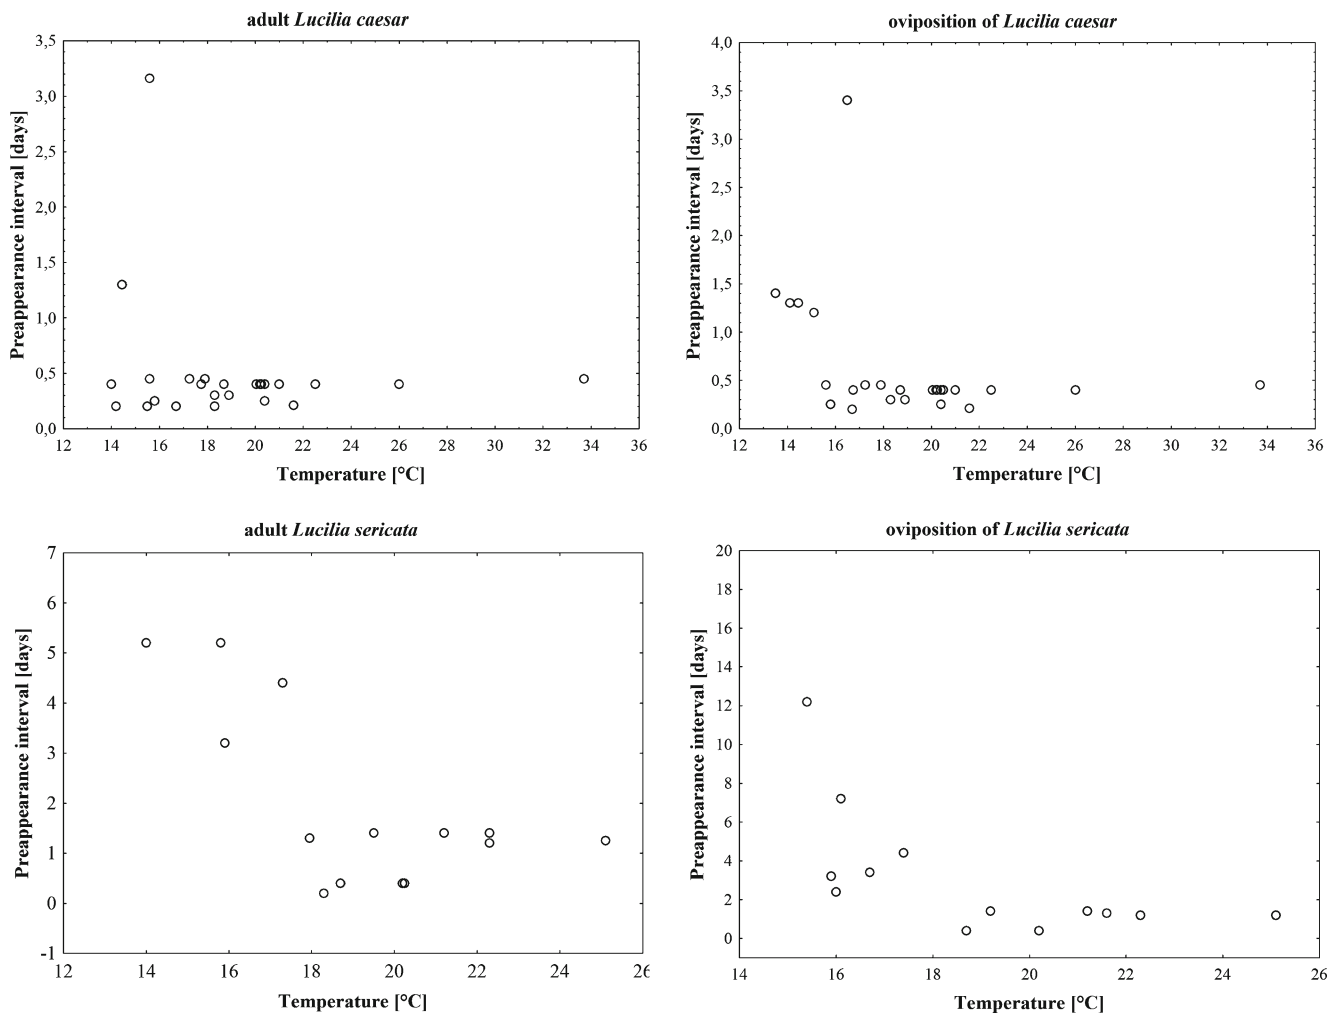 adult Lucilia caesar
Preappearance interval [days]
3,5
3,0
2,5
2,0
1,5
1,0
0,5
0,0
12 14 16 18 20 22 24 26 28 30 32 34 36
Temperature [°C]
oviposition of Lucilia caesar
Preappearance interval [days]
4,0
3,5
3,0
2,5
2,0
1,5
1,0
0,5
0,0
12 14 16 18 20 22 24 26 28 30 32 34 36
Temperature [°C]
adult Lucilia sericata
Preappearance interval [days]
7
6
5
4
3
2
1
0
-1
12 14 16 18 20 22 24 26
Temperature [°C]
oviposition of Lucilia sericata
Preappearance interval [days]
20
18
16
14
12
10
8
6
4
2
0
14 16 18 20 22 24 26
Temperature [°C]